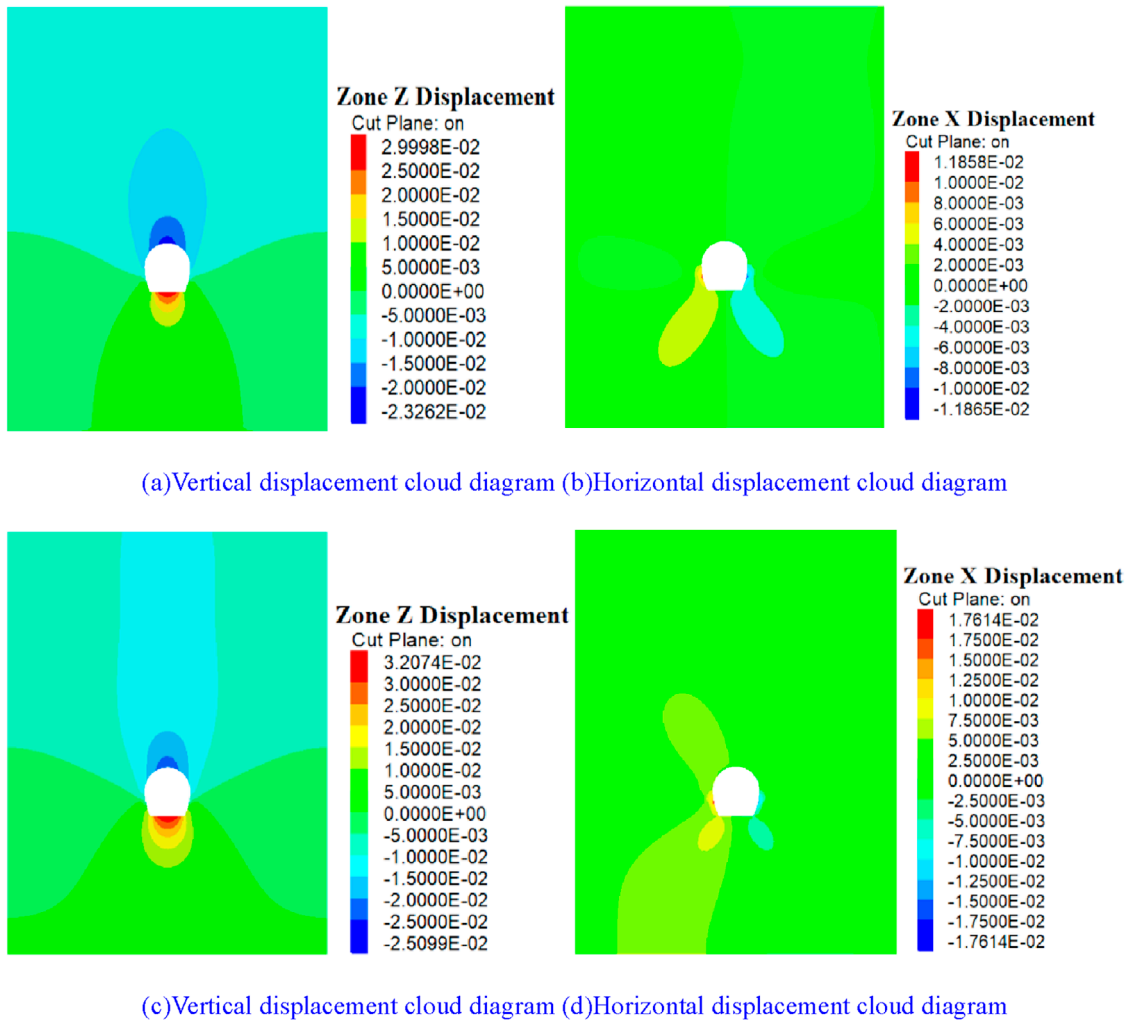 Zone Z Displacement
Cut Plane: on
2.9998E-02
2.5000E-02
2.0000E-02
1.5000E-02
1.0000E-02
5.0000E-03
0.0000E+00
-5.0000E-03
-1.0000E-02
-1.5000E-02
-2.0000E-02
-2.3262E-02
Zone X Displacement
Cut Plane: on
1.1858E-02
1.0000E-02
8.0000E-03
6.0000E-03
4.0000E-03
2.0000E-03
0.0000E+00
-2.0000E-03
-4.0000E-03
-6.0000E-03
-8.0000E-03
-1.0000E-02
-1.1865E-02
(a)Vertical displacement cloud diagram (b)Horizontal displacement cloud diagram
Zone Z Displacement
Cut Plane: on
3.2074E-02
3.0000E-02
2.5000E-02
2.0000E-02
1.5000E-02
1.0000E-02
5.0000E-03
0.0000E+00
-5.0000E-03
-1.0000E-02
-1.5000E-02
-2.0000E-02
-2.5000E-02
-2.5099E-02
Zone X Displacement
Cut Plane: on
1.7614E-02
1.7500E-02
1.5000E-02
1.2500E-02
1.0000E-02
7.5000E-03
5.0000E-03
2.5000E-03
0.0000E+00
-2.5000E-03
-5.0000E-03
-7.5000E-03
-1.0000E-02
-1.2500E-02
-1.5000E-02
-1.7500E-02
-1.7614E-02
(c)Vertical displacement cloud diagram (d)Horizontal displacement cloud diagram